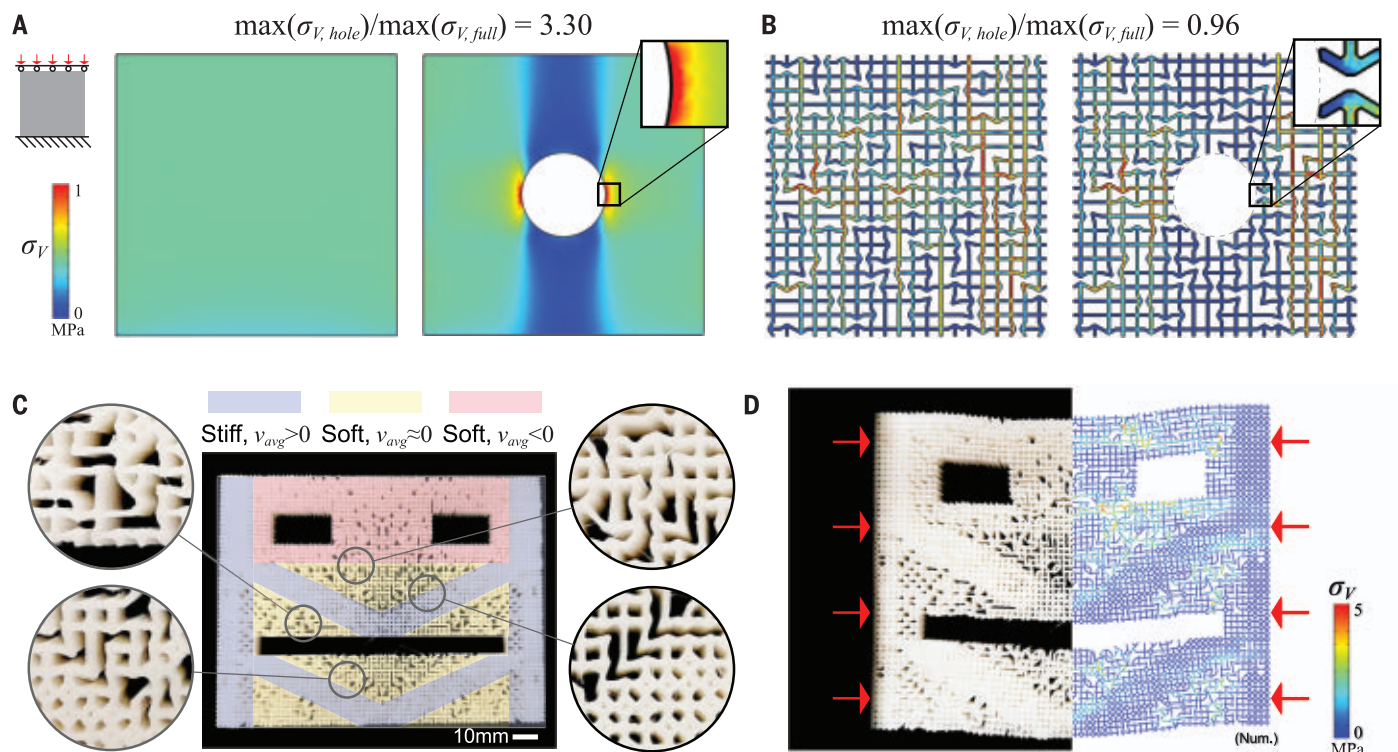 A
max(σV, hole)/max(σV, full) = 3.30
B
max(σV, hole)/max(σV, full) = 0.96
1
σV
0
MPa
C
Stiff, vavg>0
Soft, vavg≈0
Soft, vavg<0
10mm
D
σV
5
0
MPa
(Num.)